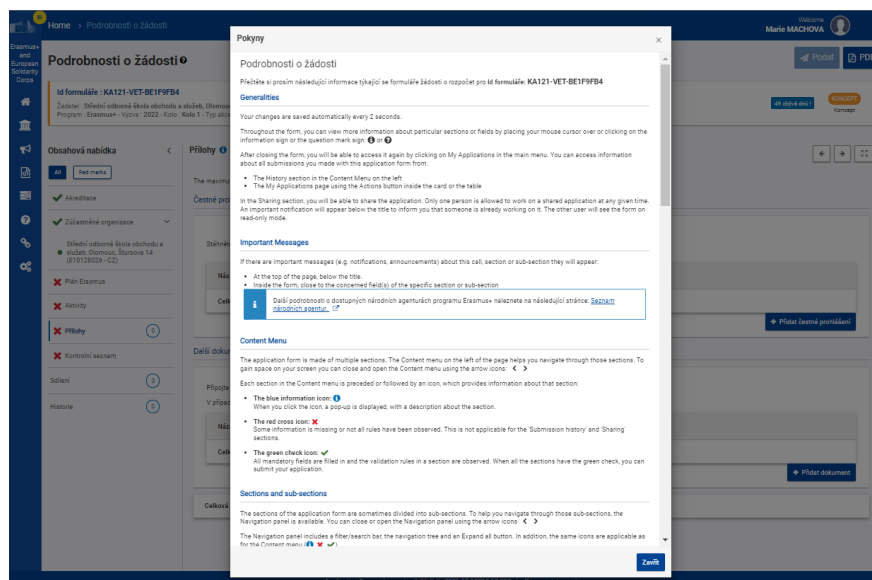 Home > Podrobnosti o žádosti
Welcome
Marie MACHOVA
Erasmus+
and
European
Solidarity
Corps
Podrobnosti o žádosti
Podat
PDF
Id formuláře : KA121-VET-BE1F9FB4
Žadatel : Střední odborná škola obchodu a služeb, Olomouc
Program : Erasmus+ - Výzva : 2022 - Kolo : Kolo 1 - Typ akce
49 zbývá dnů !
KONCEPT
Koncept
Obsahová nabídka
All
Red marks
Akreditace
Zúčastněné organizace
Střední odborná škola obchodu a
služeb, Olomouc, Štursova 14
(E10128026 - CZ)
Plán Erasmus
Aktivity
Přílohy
0
Kontrolní seznam
Sdílení
0
Historie
0
Přílohy
The maximu
Čestné pro
Stáhněte
Náz
Celk
+ Přidat čestné prohlášení
Další dokum
Připojte
V případ
Náz
Celk
+ Přidat dokument
Celková
Pokyny
Podrobnosti o žádosti
Přečtěte si prosím následující informace týkající se formuláře žádosti o rozpočet pro Id formuláře: KA121-VET-BE1F9FB4
Generalities
Your changes are saved automatically every 2 seconds.
Throughout the form, you can view more information about particular sections or fields by placing your mouse cursor over or clicking on the
information sign or the question mark sign: or
After closing the form, you will be able to access it again by clicking on My Applications in the main menu. You can access information
about all submissions you made with this application form from:
• The History section in the Content Menu on the left
• The My Applications page using the Actions button inside the card or the table
In the Sharing section, you will be able to share the application. Only one person is allowed to work on a shared application at any given time.
An important notification will appear below the title to inform you that someone is already working on it. The other user will see the form on
read-only mode.
Important Messages
If there are important messages (e.g. notifications, announcements) about this call, section or sub-section they will appear:
• At the top of the page, below the title.
• Inside the form, close to the concerned field(s) of the specific section or sub-section
Další podrobnosti o dostupných národních agenturách programu Erasmus+ naleznete na následující stránce: Seznam
národních agentur.
Content Menu
The application form is made of multiple sections. The Content menu on the left of the page helps you navigate through those sections. To
gain space on your screen you can close and open the Content menu using the arrow icons: < >
Each section in the Content menu is preceded or followed by an icon, which provides information about that section:
• The blue information icon:
When you click the icon, a pop-up is displayed, with a description about the section.
• The red cross icon:
Some information is missing or not all rules have been observed. This is not applicable for the 'Submission history' and 'Sharing'
sections.
• The green check icon:
All mandatory fields are filled in and the validation rules in a section are observed. When all the sections have the green check, you can
submit your application.
Sections and sub-sections
The sections of the application form are sometimes divided into sub-sections. To help you navigate through those sub-sections, the
Navigation panel is available. You can close or open the Navigation panel using the arrow icons < >
The Navigation panel includes a filter/search bar, the navigation tree and an Expand all button. In addition, the same icons are applicable as
for the Content menu
Zavřít